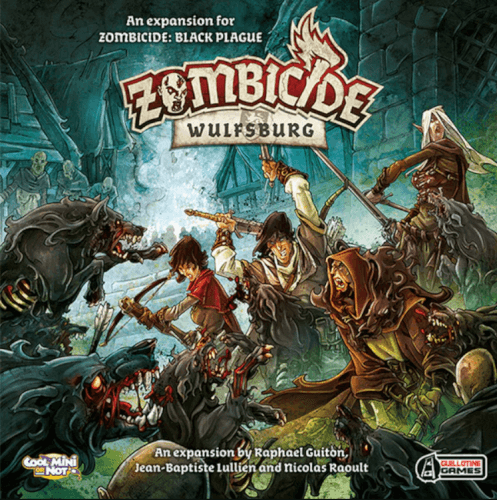 An expansion for
ZOMBICIDE: BLACK PLAGUE
ZOMBICIDE
WULFSBURG
An expansion by Raphael Guiton,
Jean-Baptiste Lullien and Nicolas Raoult
COOL MINI
OR NOT
GUILLOTINE
GAMES